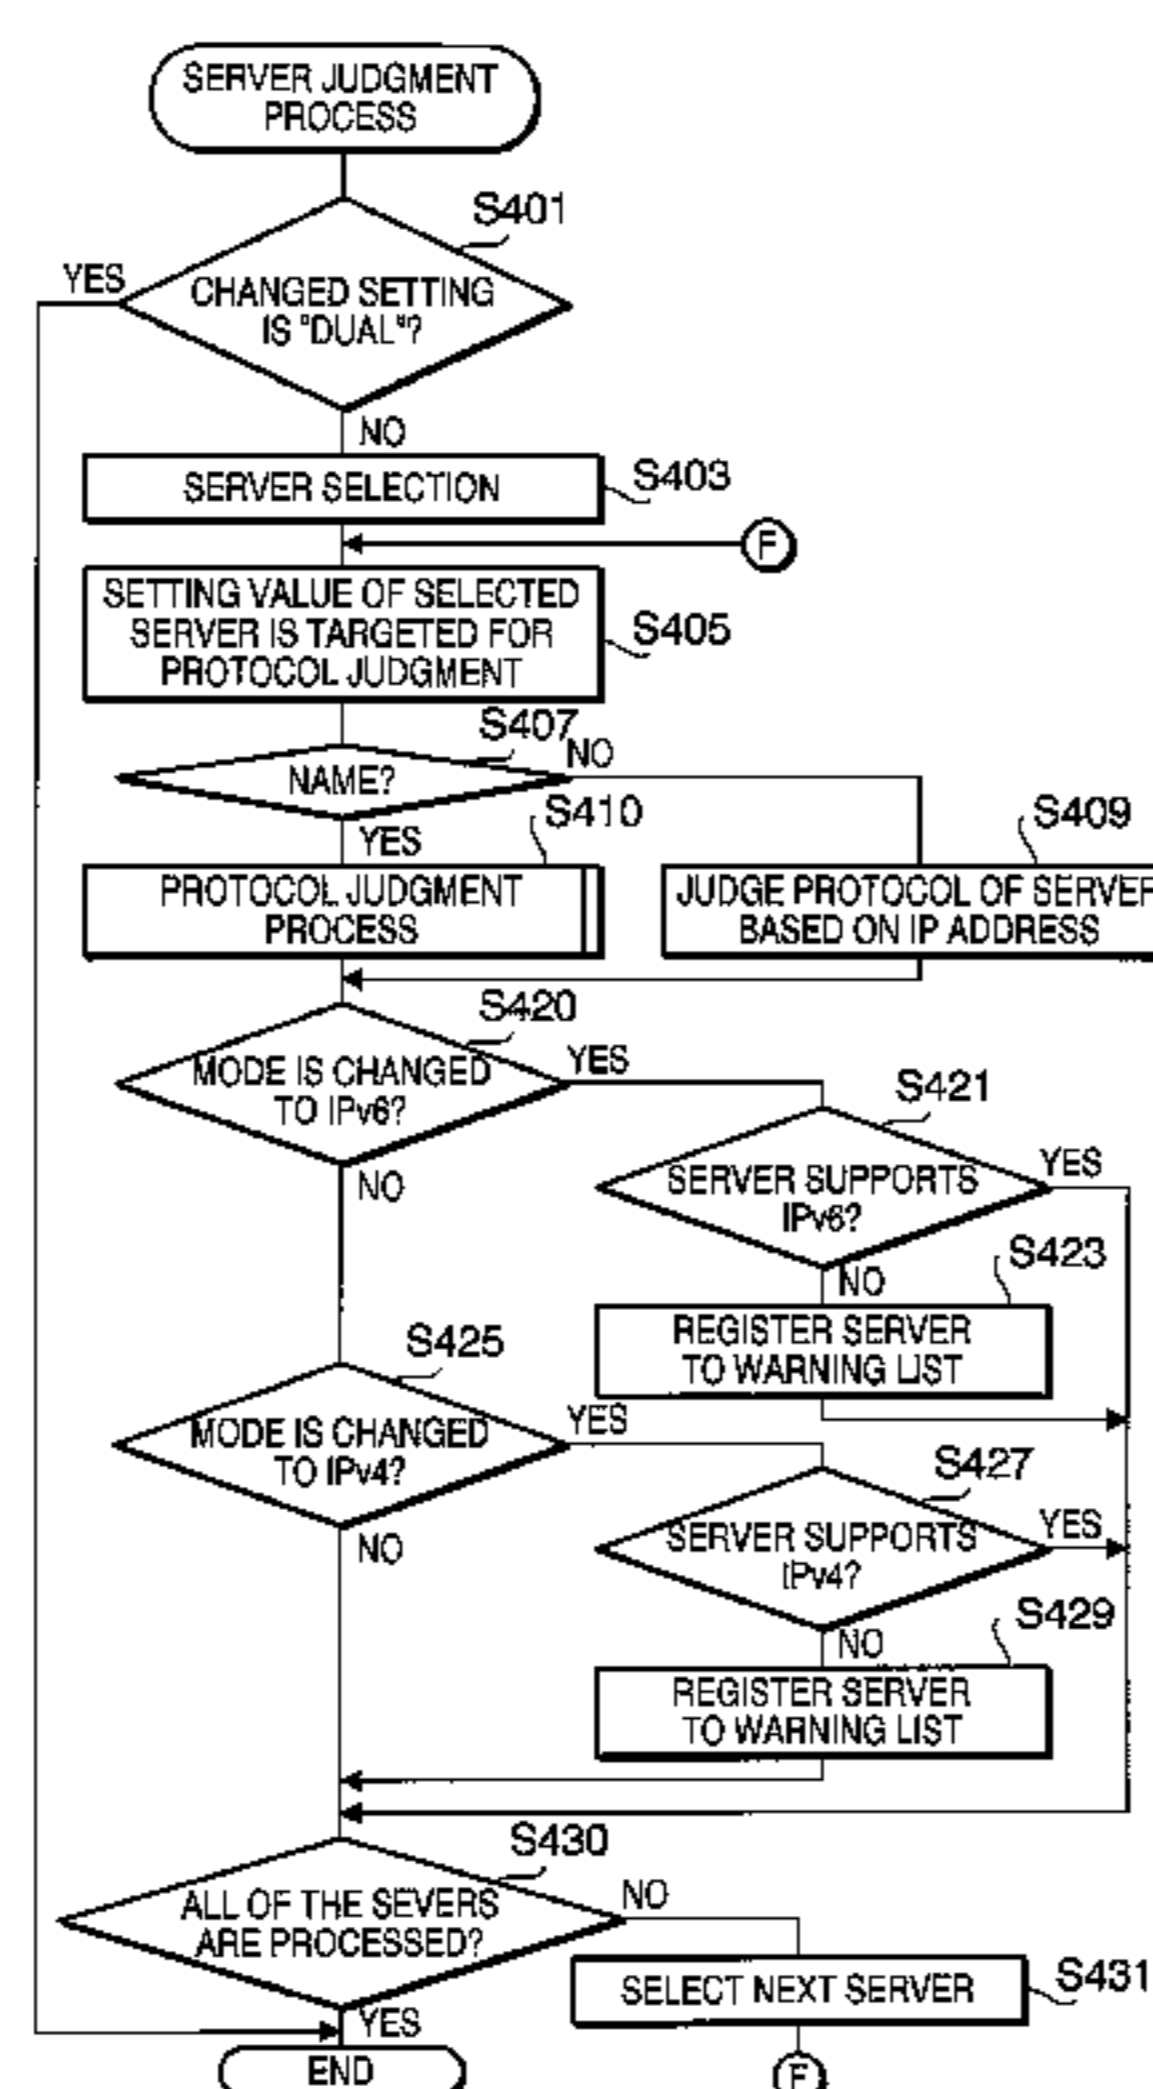 SERVER JUDGMENT
PROCESS
S401
YES
CHANGED SETTING
IS "DUAL"?
NO
SERVER SELECTION
S403
F
SETTING VALUE OF SELECTED
SERVER IS TARGETED FOR
PROTOCOL JUDGMENT
S405
S407
NAME?
NO
YES
S410
S409
PROTOCOL JUDGMENT
PROCESS
JUDGE PROTOCOL OF SERVER
BASED ON IP ADDRESS
S420
MODE IS CHANGED
TO IPv6?
YES
NO
S421
SERVER SUPPORTS
IPv6?
YES
NO
S423
REGISTER SERVER
TO WARNING LIST
S425
MODE IS CHANGED
TO IPv4?
YES
NO
S427
SERVER SUPPORTS
IPv4?
YES
NO
S429
REGISTER SERVER
TO WARNING LIST
S430
ALL OF THE SEVERS
ARE PROCESSED?
NO
YES
SELECT NEXT SERVER
S431
END
F